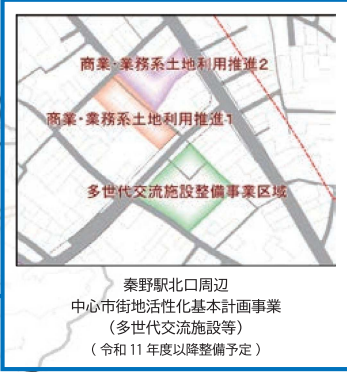 商業・業務系土地利用推進2
商業・業務系土地利用推進1
多世代交流施設整備事業区域
秦野駅北口周辺
中心市街地活性化基本計画事業
（多世代交流施設等）
（令和11年度以降整備予定）